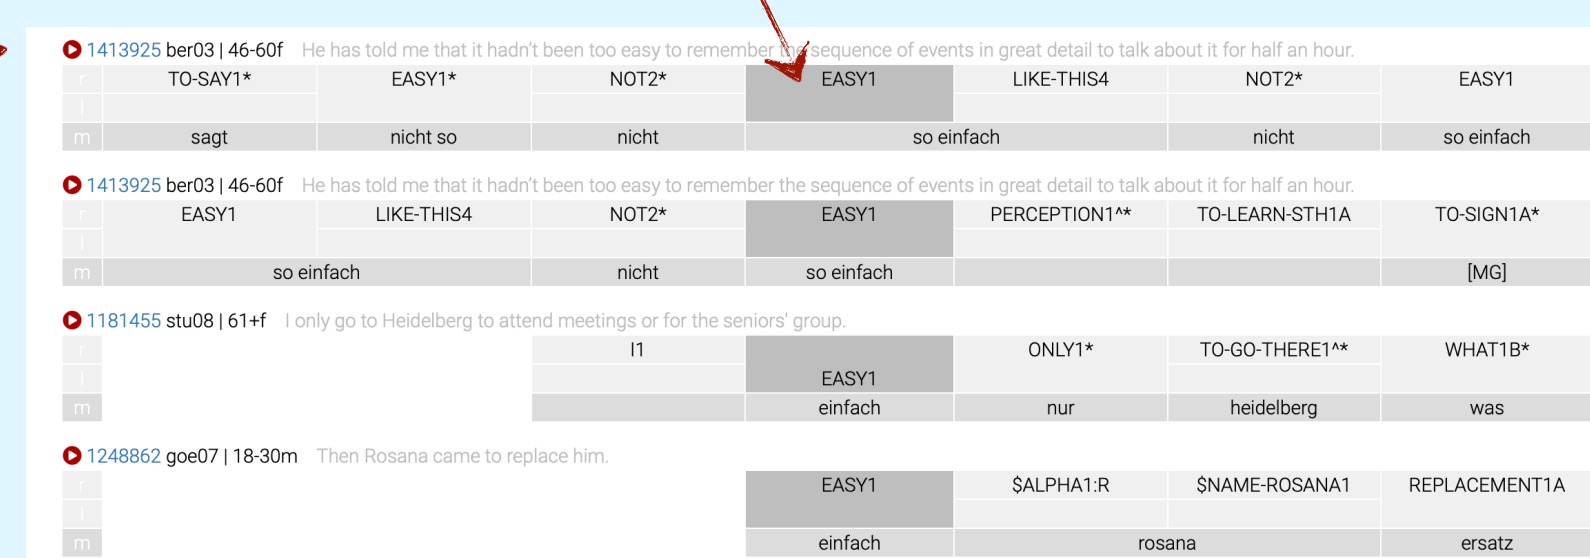 1413925 ber03 | 46-60f He has told me that it hadn't been too easy to remember the sequence of events in great detail to talk about it for half an hour.
r TO-SAY1* EASY1* NOT2* EASY1 LIKE-THIS4 NOT2* EASY1
l
m sagt nicht so nicht so einfach nicht so einfach
1413925 ber03 | 46-60f He has told me that it hadn't been too easy to remember the sequence of events in great detail to talk about it for half an hour.
r EASY1 LIKE-THIS4 NOT2* EASY1 PERCEPTION1^* TO-LEARN-STH1A TO-SIGN1A*
l
m so einfach nicht so einfach [MG]
1181455 stu08 | 61+f I only go to Heidelberg to attend meetings or for the seniors' group.
r I1 ONLY1* TO-GO-THERE1^* WHAT1B*
l EASY1
m einfach nur heidelberg was
1248862 goe07 | 18-30m Then Rosana came to replace him.
r EASY1 $ALPHA1:R $NAME-ROSANA1 REPLACEMENT1A
l
m einfach rosana ersatz